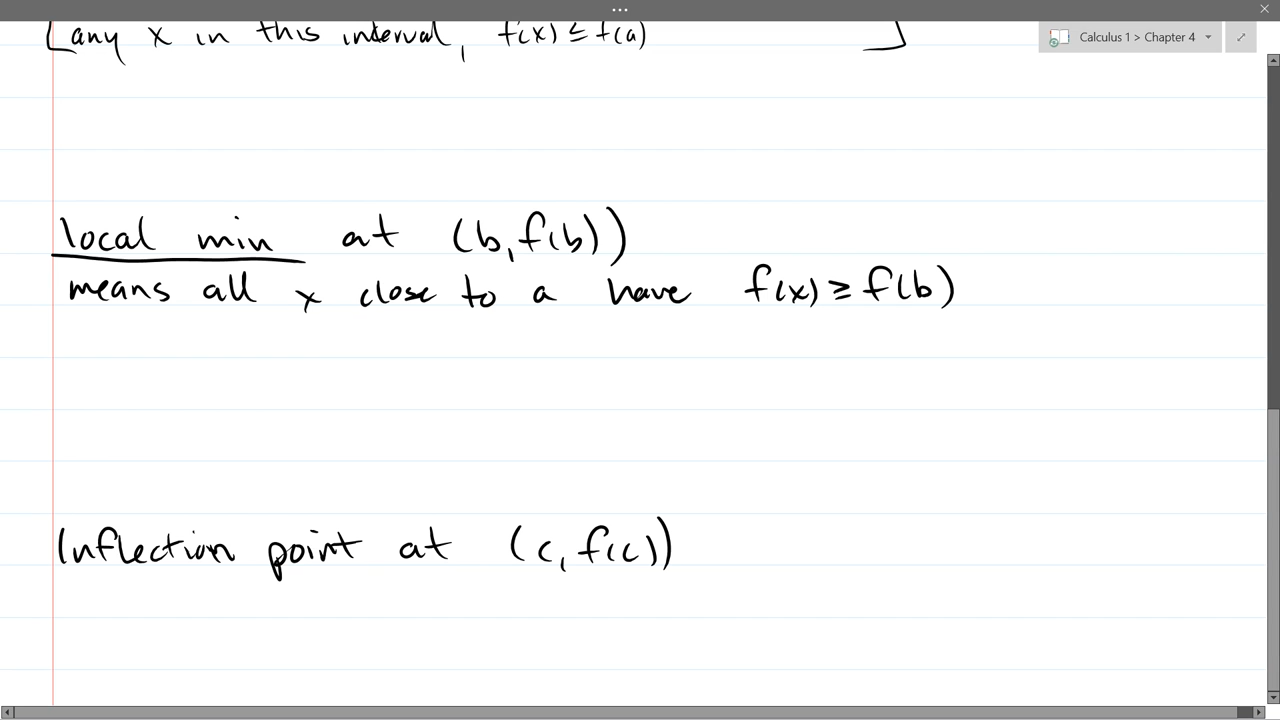 any x in this interval, f(x) ≤ f(a)
Calculus 1 > Chapter 4
local min at (b, f(b))
means all x close to a have f(x) ≥ f(b)
Inflection point at (c, f(c))